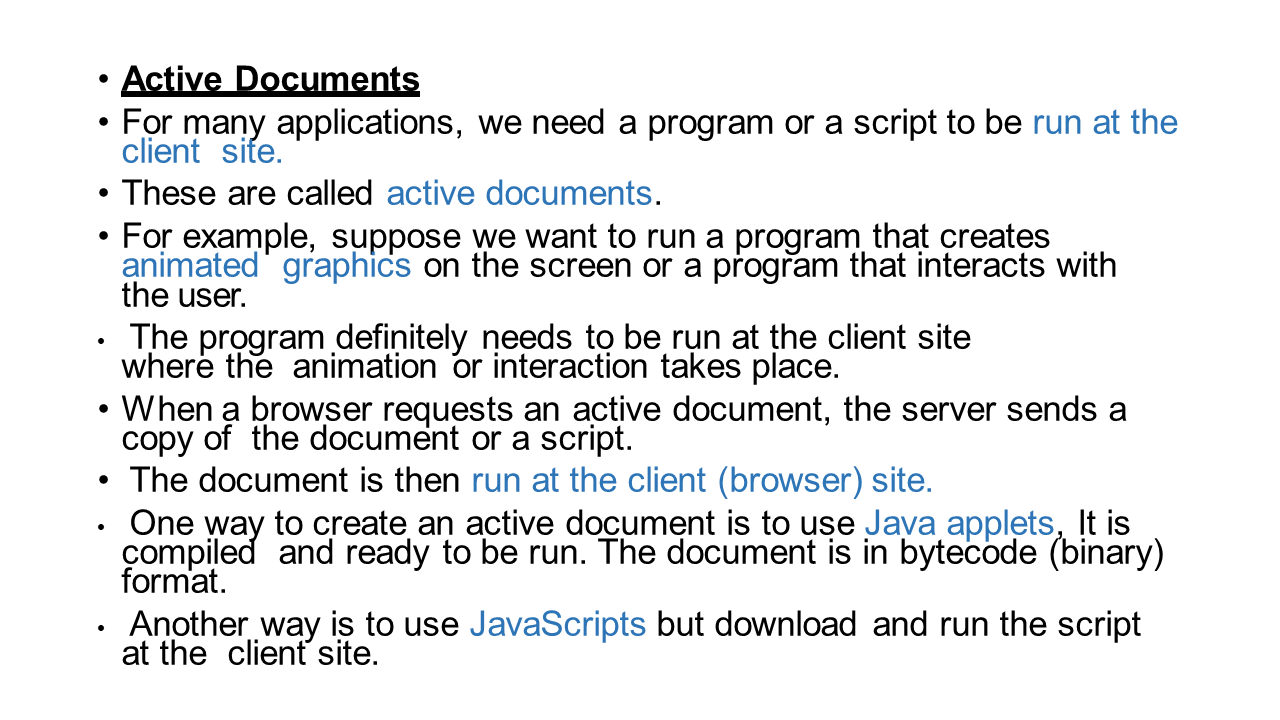 • Active Documents
• For many applications, we need a program or a script to be run at the
client  site.
• These are called active documents.
• For example, suppose we want to run a program that creates
animated  graphics on the screen or a program that interacts with
the user.
•  The program definitely needs to be run at the client site
where the  animation or interaction takes place.
• When a browser requests an active document, the server sends a
copy of  the document or a script.
•  The document is then run at the client (browser) site.
•  One way to create an active document is to use Java applets, It is
compiled  and ready to be run. The document is in bytecode (binary)
format.
•  Another way is to use JavaScripts but download and run the script
at the  client site.